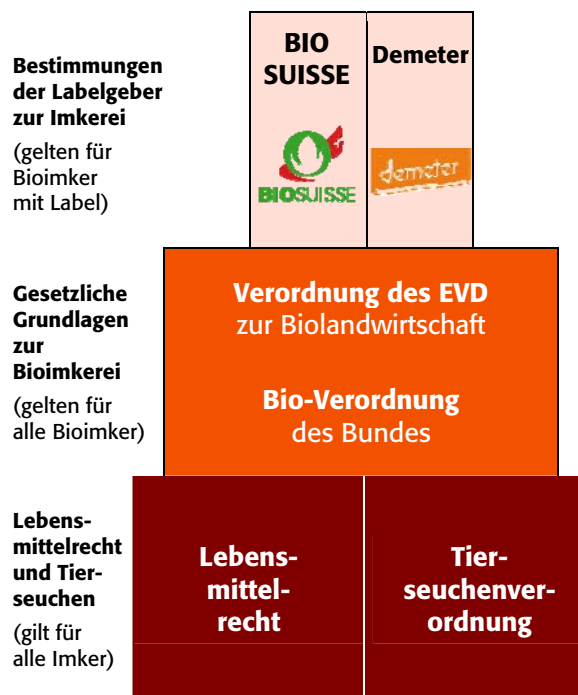 Bestimmungen
der Labelgeber
zur Imkerei
(gelten für
Bioimker
mit Label)
BIO
SUISSE
BIOSUISSE
Demeter
demeter
Gesetzliche
Grundlagen
zur
Bioimkerei
(gelten für
alle Bioimker)
Verordnung des EVD
zur Biolandwirtschaft
Bio-Verordnung
des Bundes
Lebens-
mittelrecht
und Tier-
seuchen
(gilt für
alle Imker)
Lebens-
mittel-
recht
Tier-
seuchenver-
ordnung